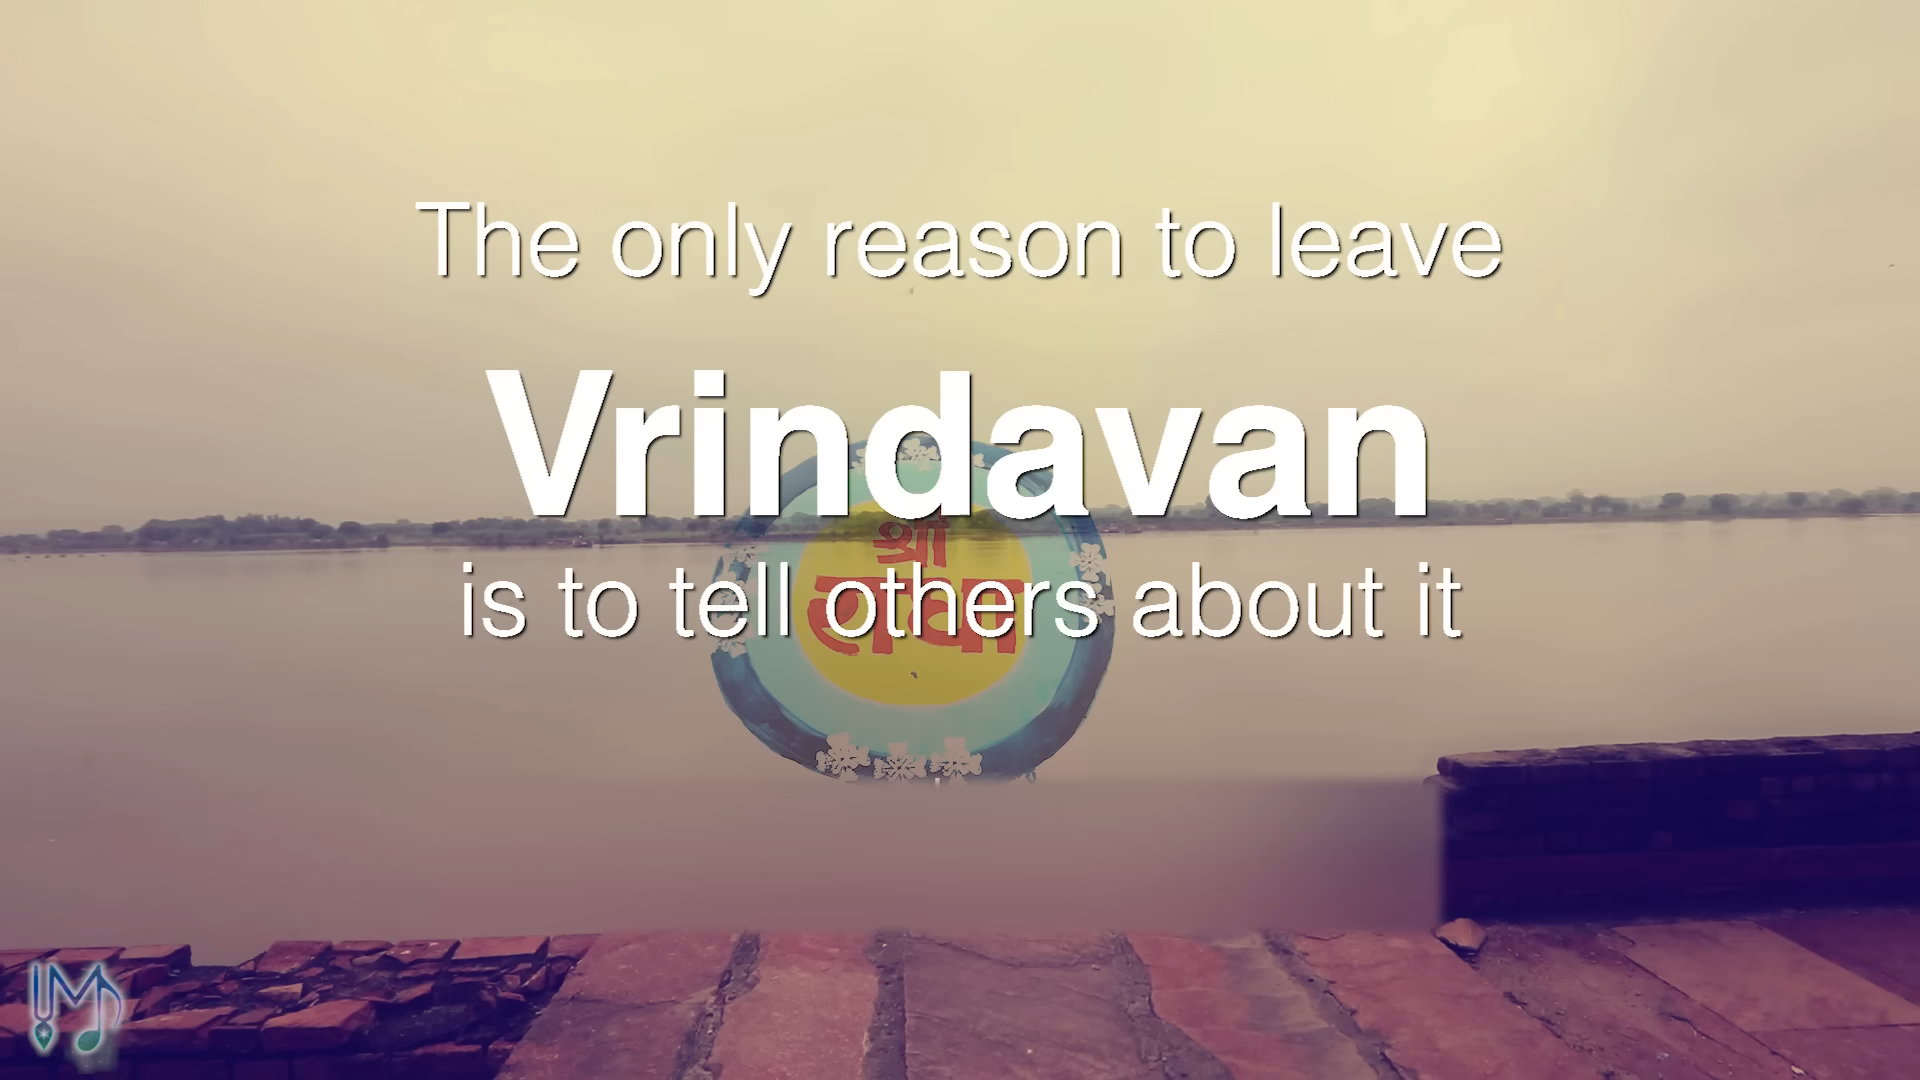 The only reason to leave
Vrindavan
श्री
राधा
is to tell others about it